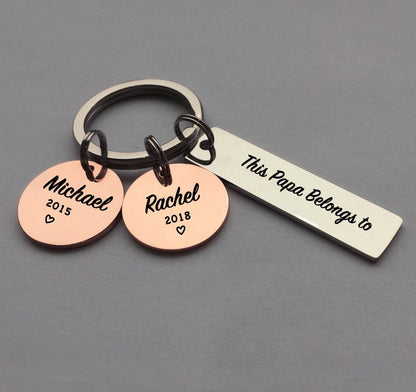 This Papa Belongs to
Michael
2015
Rachel
2018